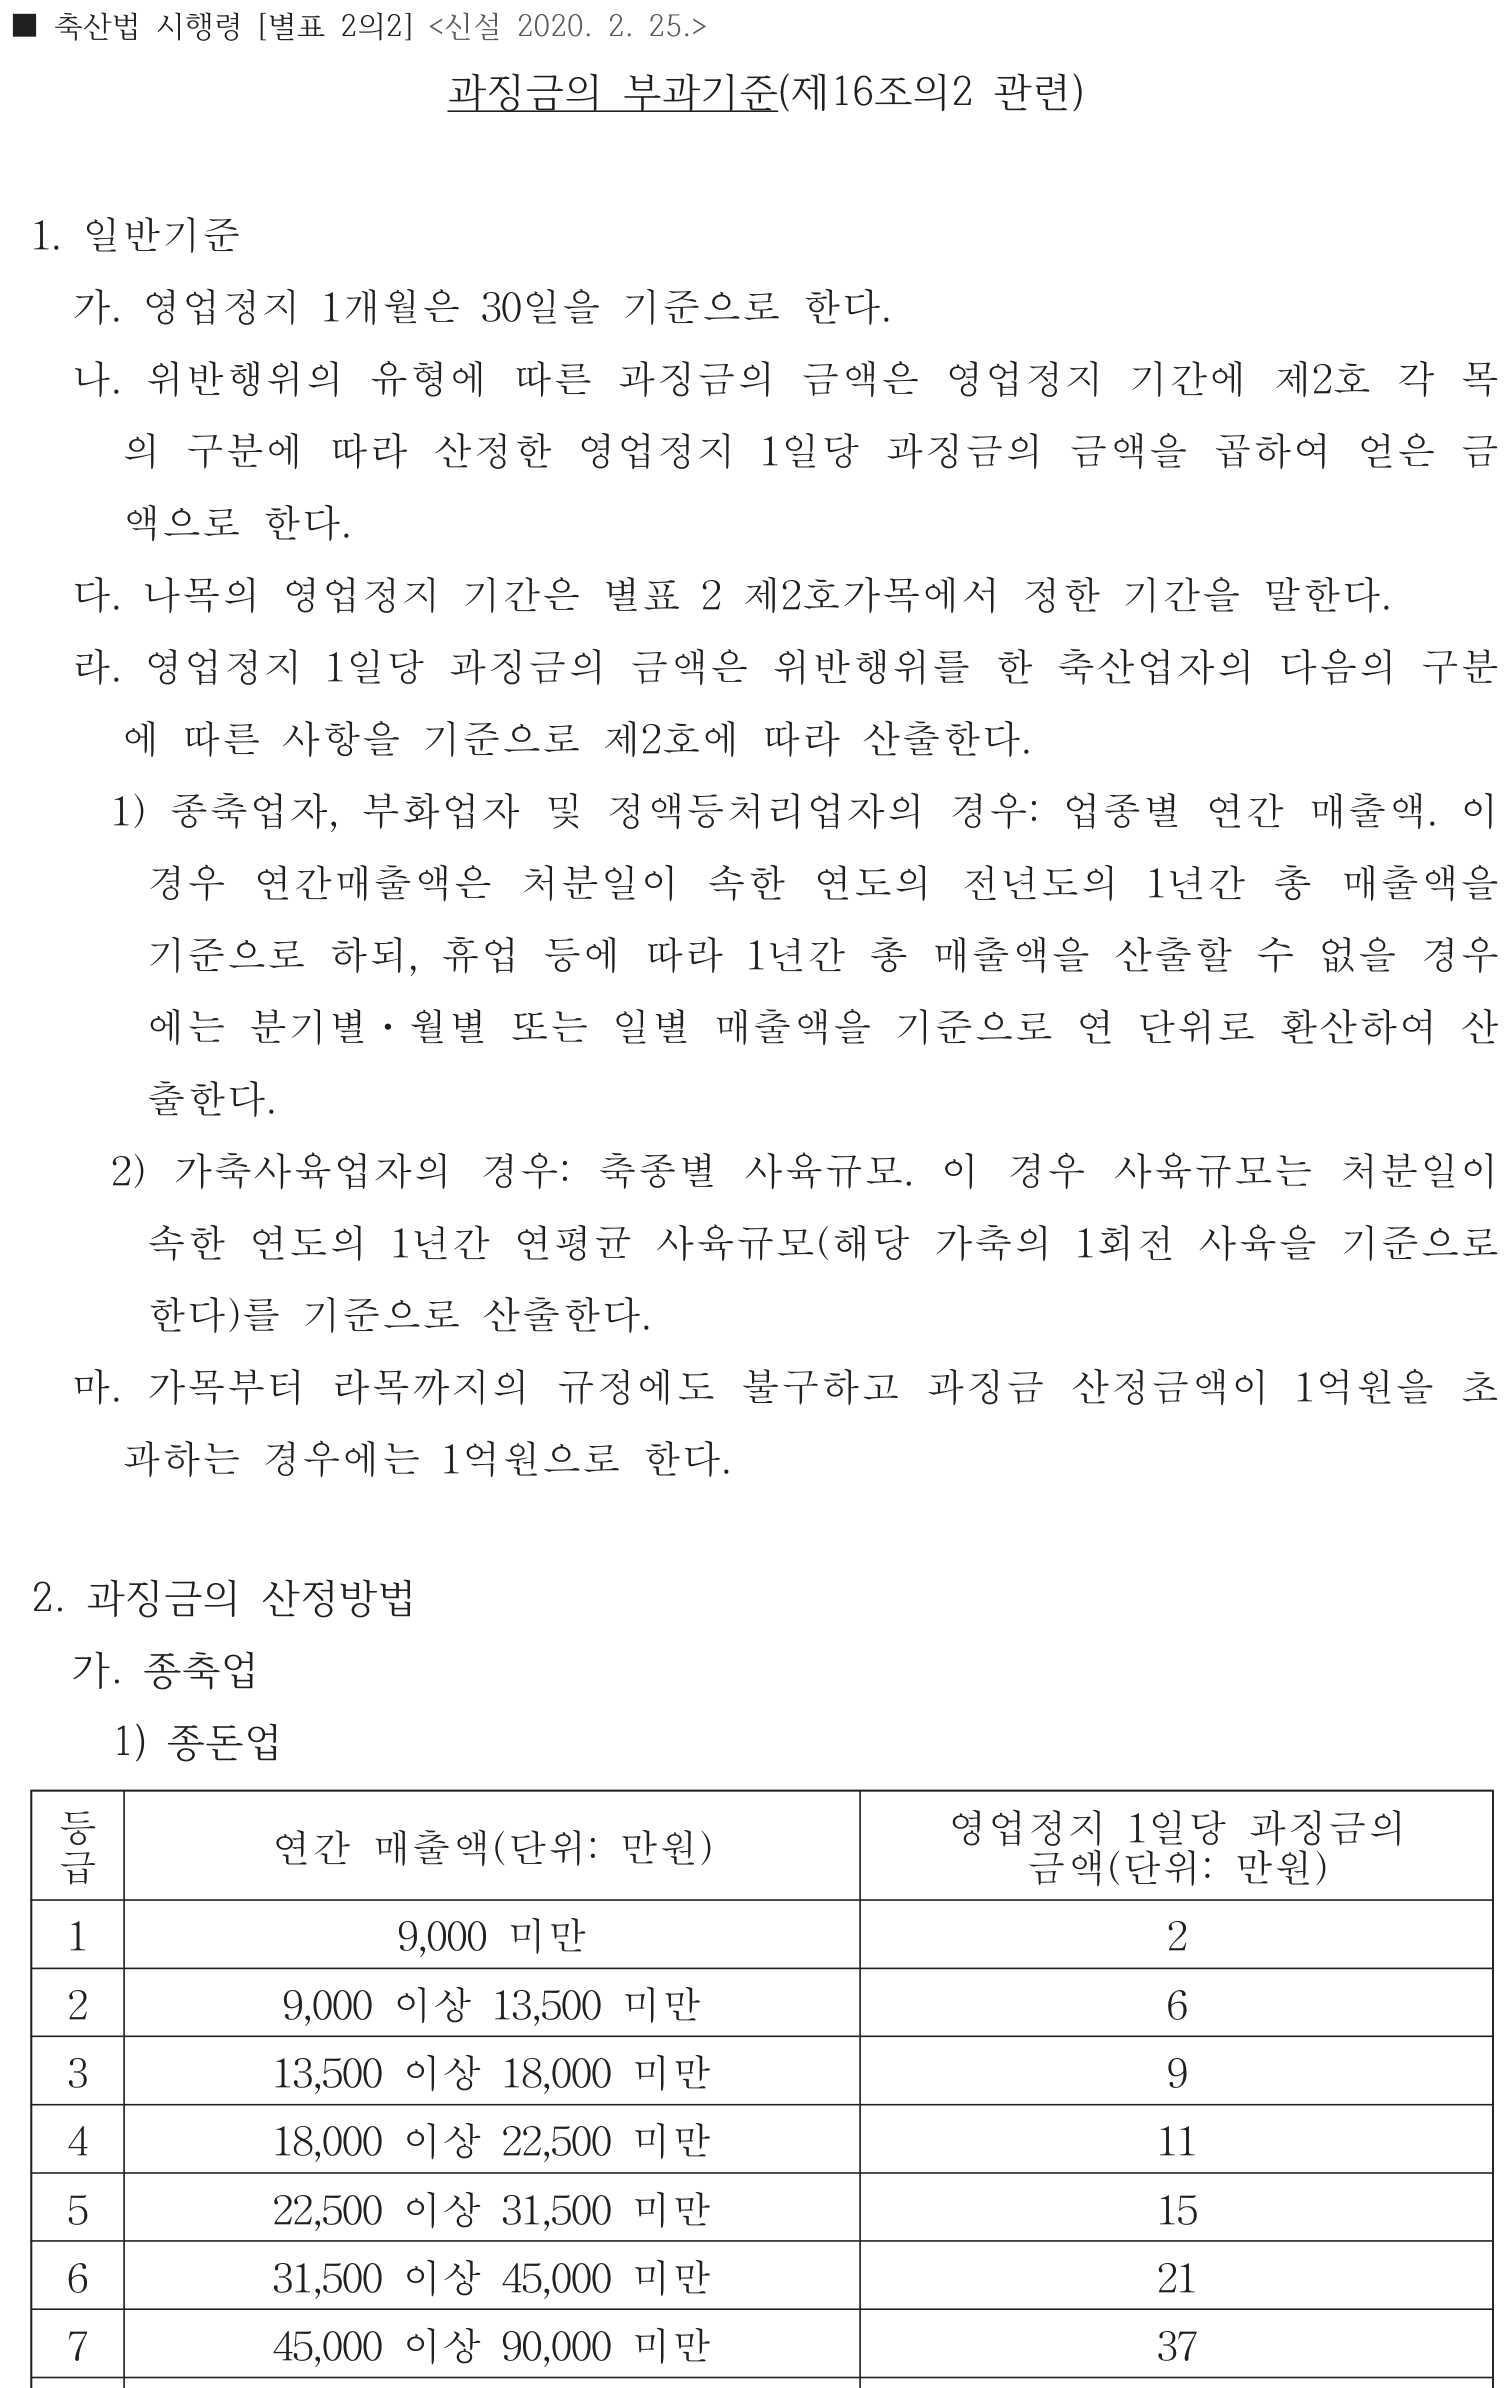 ■ 축산법 시행령 [별표 2의2] <신설 2020. 2. 25.>
과징금의 부과기준(제16조의2 관련)
1. 일반기준
가. 영업정지 1개월은 30일을 기준으로 한다.
나. 위반행위의 유형에 따른 과징금의 금액은 영업정지 기간에 제2호 각 목
의 구분에 따라 산정한 영업정지 1일당 과징금의 금액을 곱하여 얻은 금
액으로 한다.
다. 나목의 영업정지 기간은 별표 2 제2호가목에서 정한 기간을 말한다.
라. 영업정지 1일당 과징금의 금액은 위반행위를 한 축산업자의 다음의 구분
에 따른 사항을 기준으로 제2호에 따라 산출한다.
1) 종축업자, 부화업자 및 정액등처리업자의 경우: 업종별 연간 매출액. 이
경우 연간매출액은 처분일이 속한 연도의 전년도의 1년간 총 매출액을
기준으로 하되, 휴업 등에 따라 1년간 총 매출액을 산출할 수 없을 경우
에는 분기별・월별 또는 일별 매출액을 기준으로 연 단위로 환산하여 산
출한다.
2) 가축사육업자의 경우: 축종별 사육규모. 이 경우 사육규모는 처분일이
속한 연도의 1년간 연평균 사육규모(해당 가축의 1회전 사육을 기준으로
한다)를 기준으로 산출한다.
마. 가목부터 라목까지의 규정에도 불구하고 과징금 산정금액이 1억원을 초
과하는 경우에는 1억원으로 한다.
2. 과징금의 산정방법
가. 종축업
1) 종돈업
등급 연간 매출액(단위: 만원) 영업정지 1일당 과징금의
금액(단위: 만원)
1 9,000 미만 2
2 9,000 이상 13,500 미만 6
3 13,500 이상 18,000 미만 9
4 18,000 이상 22,500 미만 11
5 22,500 이상 31,500 미만 15
6 31,500 이상 45,000 미만 21
7 45,000 이상 90,000 미만 37